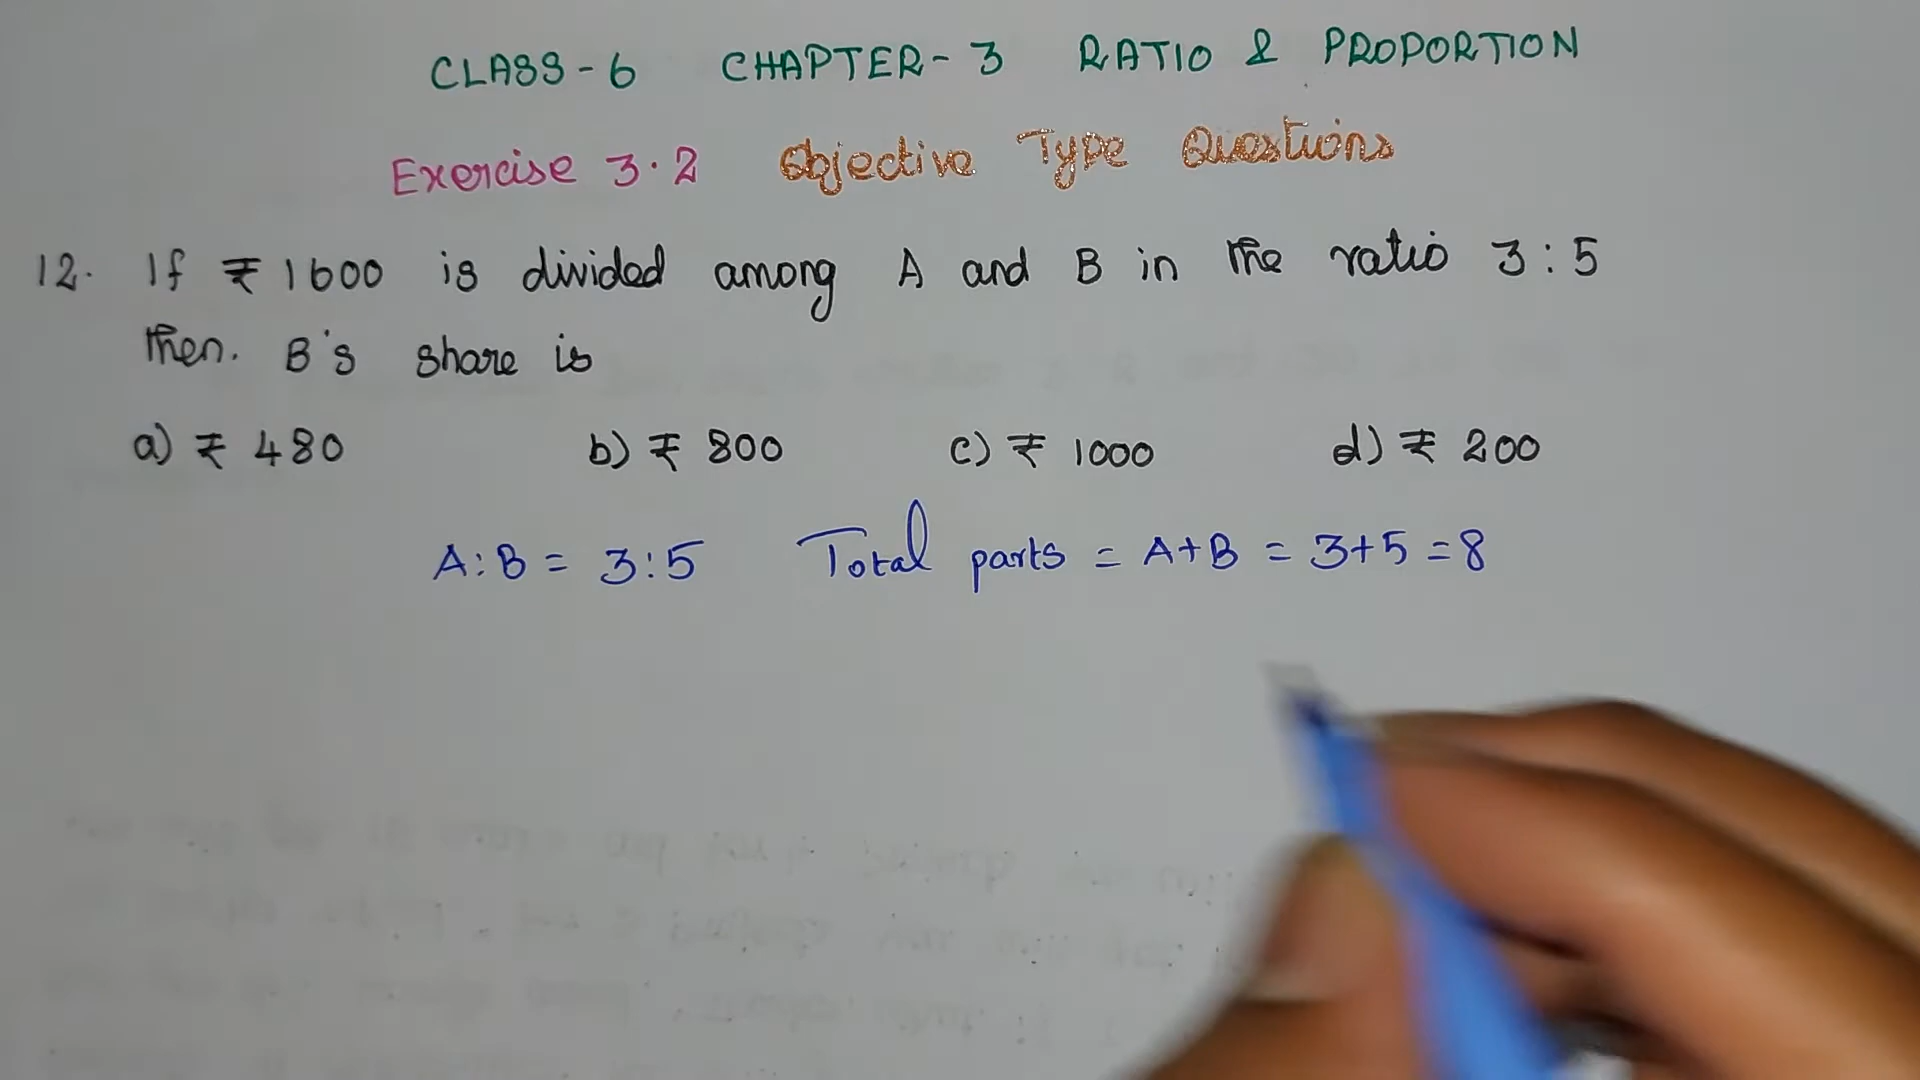 CLASS-6 CHAPTER-3 RATIO & PROPORTION
Exercise 3.2 Objective Type Questions
12. If ₹ 1600 is divided among A and B in the ratio 3:5
then. B's share is
a) ₹ 480 b) ₹ 800 c) ₹ 1000 d) ₹ 200
A:B = 3:5 Total parts = A+B = 3+5 = 8